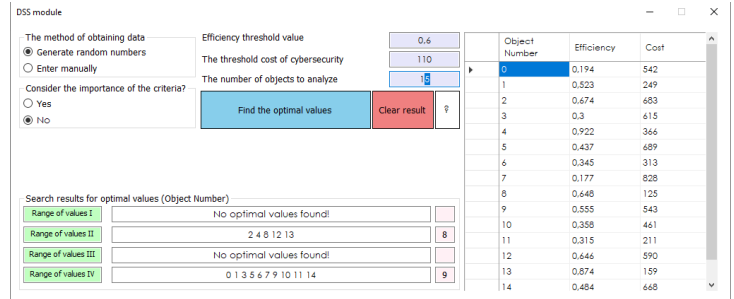 DSS module
The method of obtaining data
Generate random numbers
Enter manually
Consider the importance of the criteria?
Yes
No
Efficiency threshold value 0.6
The threshold cost of cybersecurity 110
The number of objects to analyze 15
Find the optimal values Clear result ?
Search results for optimal values (Object Number)
Range of values I No optimal values found!
Range of values II 2 4 8 12 13 8
Range of values III No optimal values found!
Range of values IV 0 1 3 5 6 7 9 10 11 14 9
Object Number Efficiency Cost
0 0,194 542
1 0,523 249
2 0,674 683
3 0,3 615
4 0,922 366
5 0,437 689
6 0,345 313
7 0,177 828
8 0,648 125
9 0,555 543
10 0,358 461
11 0,315 211
12 0,646 590
13 0,874 159
14 0,484 668